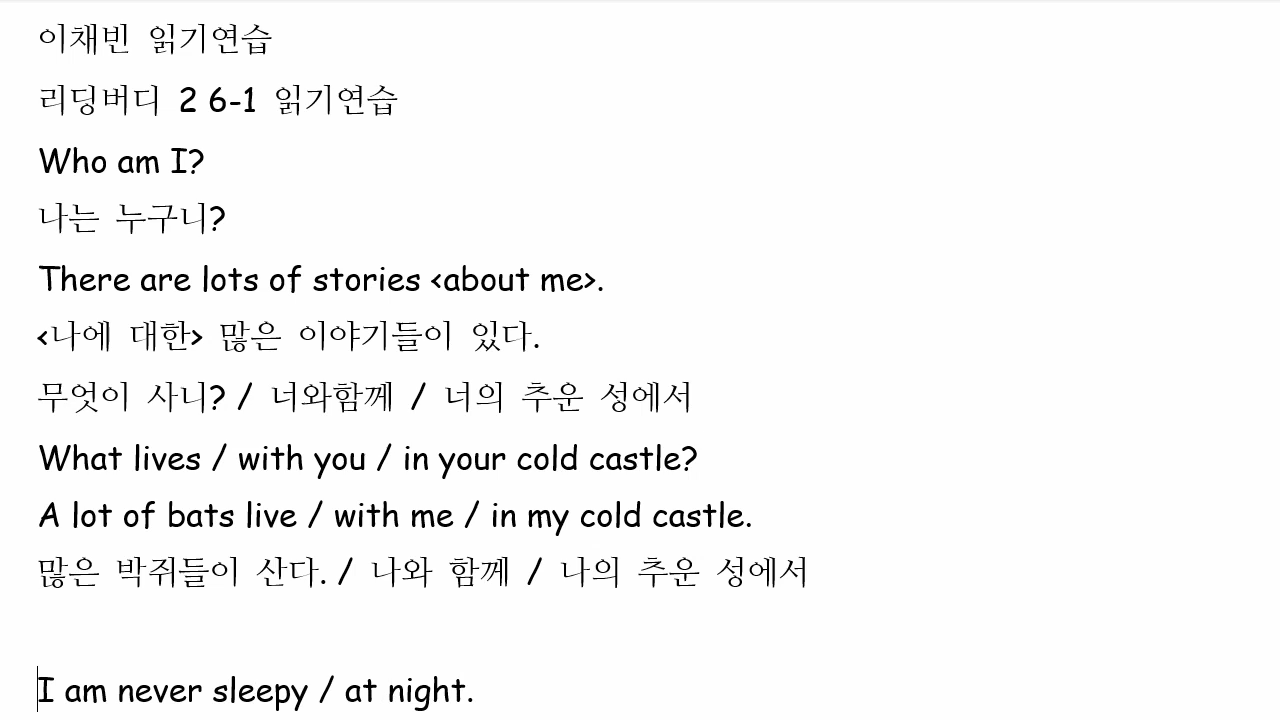 이채빈 읽기연습
리딩버디 2 6-1 읽기연습
Who am I?
나는 누구니?
There are lots of stories <about me>.
<나에 대한> 많은 이야기들이 있다.
무엇이 사니? / 너와함께 / 너의 추운 성에서
What lives / with you / in your cold castle?
A lot of bats live / with me / in my cold castle.
많은 박쥐들이 산다. / 나와 함께 / 나의 추운 성에서
I am never sleepy / at night.